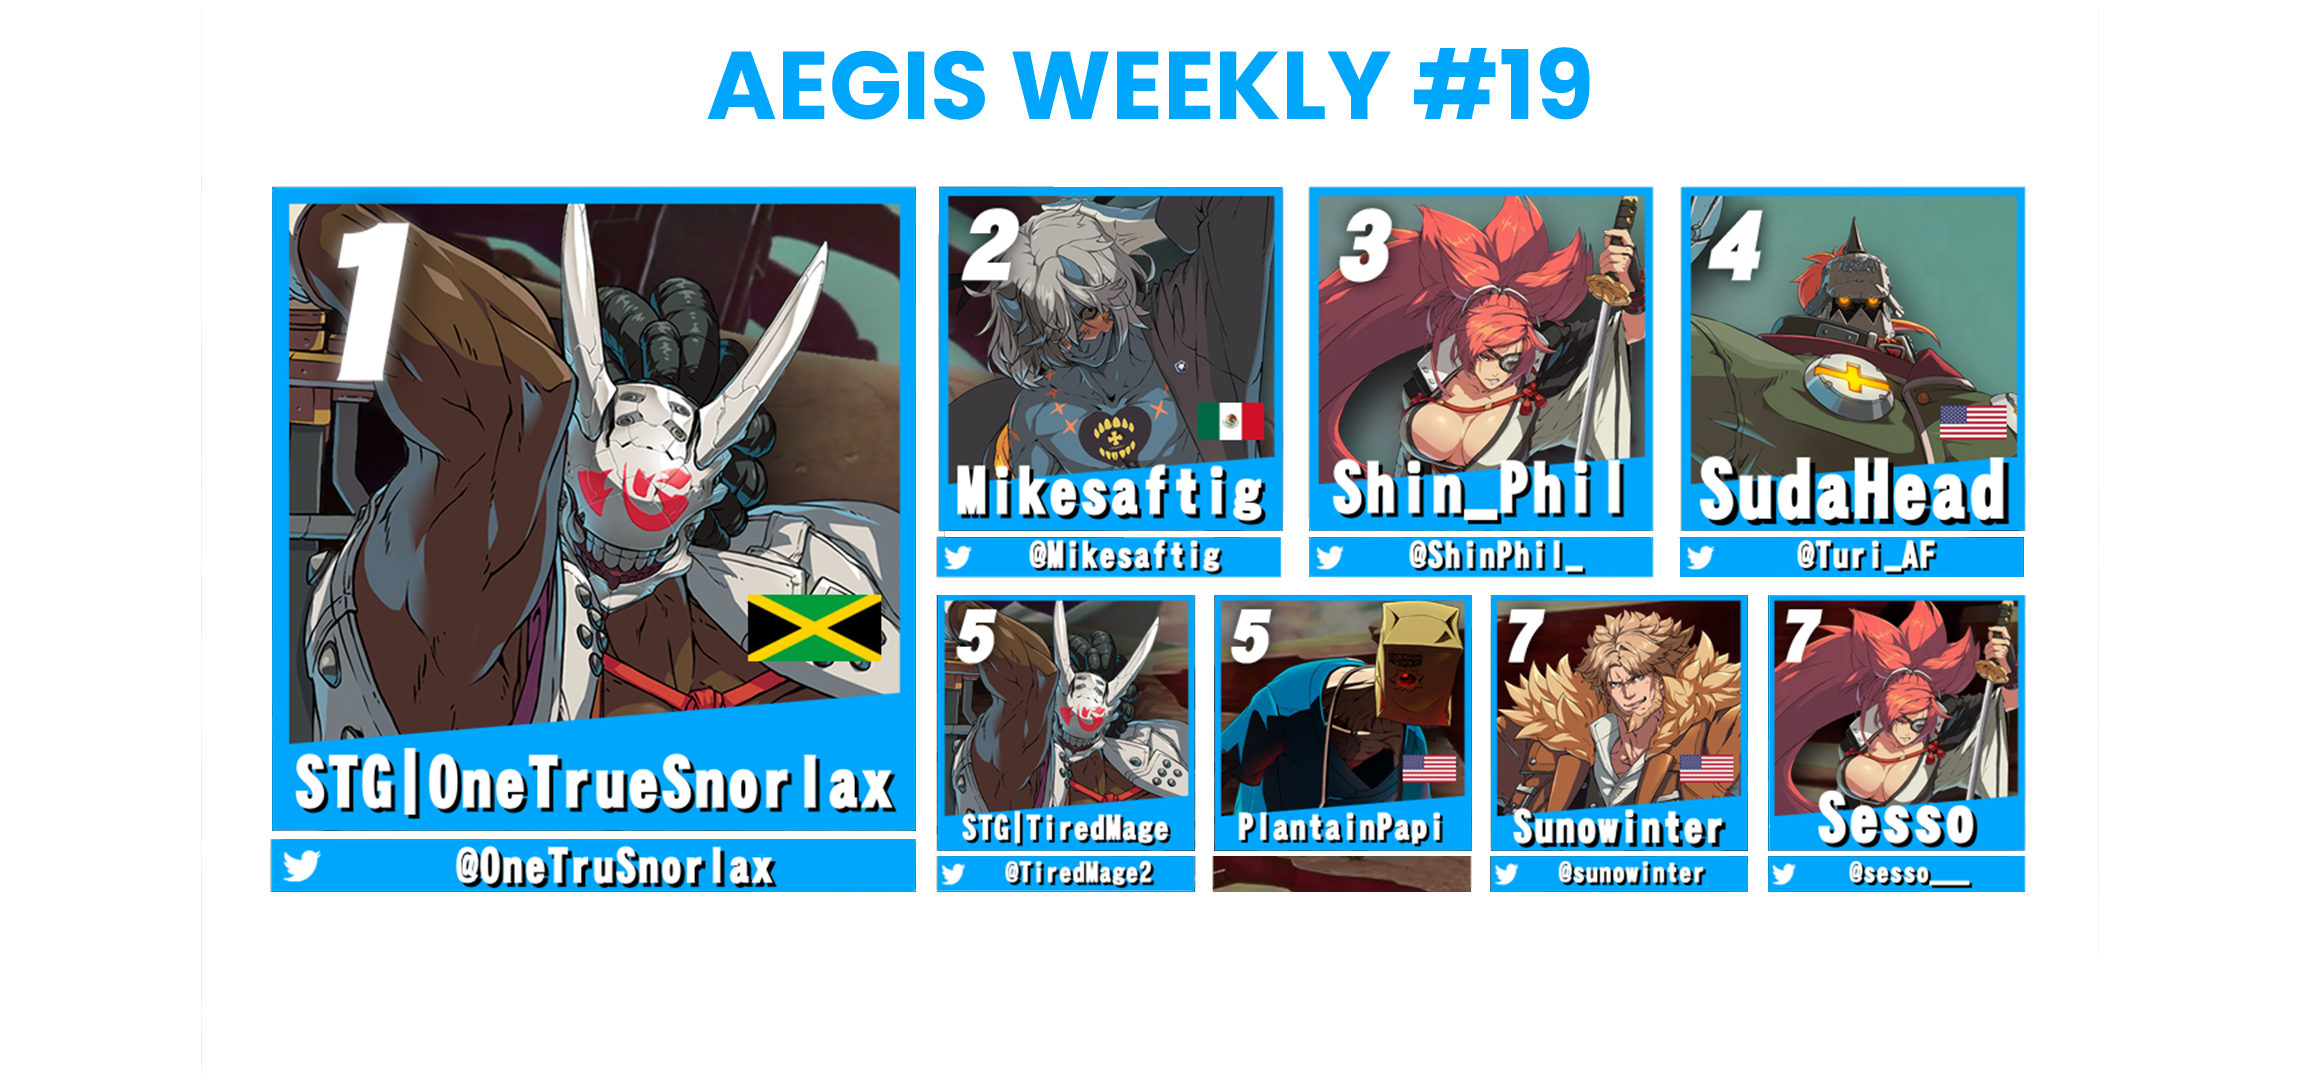 AEGIS WEEKLY #19
1
STG|OneTrueSnorlax
@OneTruSnorlax
2
Mikesaftig
@Mikesaftig
3
Shin_Phil
@ShinPhil_
4
SudaHead
@Turi_AF
5
STG|TiredMage
@TiredMage2
5
PlantainPapi
7
Sunowinter
@sunowinter
7
Sesso
@sesso___